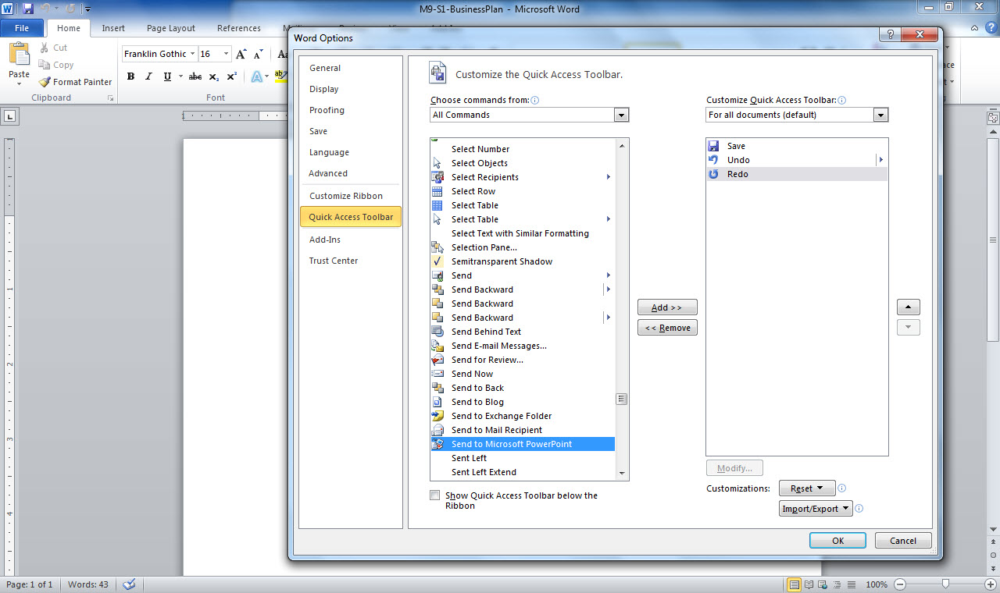 M9-S1-BusinessPlan - Microsoft Word
File Home Insert Page Layout References
Word Options
Paste
Cut
Copy
Format Painter
Franklin Gothic 16
B I U abc x₂ x²
Clipboard Font
General
Display
Proofing
Save
Language
Advanced
Customize Ribbon
Quick Access Toolbar
Add-Ins
Trust Center
Customize the Quick Access Toolbar.
Choose commands from:
All Commands
Select Number
Select Objects
Select Recipients
Select Row
Select Table
Select Table
Select Text with Similar Formatting
Selection Pane...
Semitransparent Shadow
Send
Send Backward
Send Backward
Send Backward
Send Behind Text
Send E-mail Messages...
Send for Review...
Send Now
Send to Back
Send to Blog
Send to Exchange Folder
Send to Mail Recipient
Send to Microsoft PowerPoint
Sent Left
Sent Left Extend
Show Quick Access Toolbar below the
Ribbon
Add >>
<< Remove
Customize Quick Access Toolbar:
For all documents (default)
Save
Undo
Redo
Modify...
Customizations: Reset
Import/Export
OK Cancel
Page: 1 of 1 Words: 43 100%